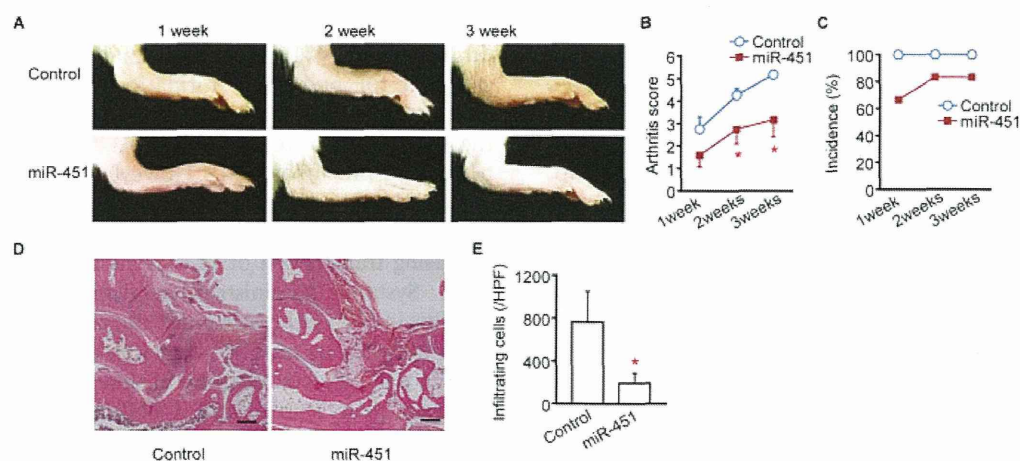 A
1 week
2 week
3 week
Control
miR-451
B
Control
miR-451
Arthritis score
6
5
4
3
2
1
0
*
*
1week
2weeks
3weeks
C
Incidence (%)
100
80
60
40
20
0
Control
miR-451
1week
2weeks
3weeks
D
Control
miR-451
E
Infiltrating cells (/HPF)
1200
800
400
0
*
Control
miR-451